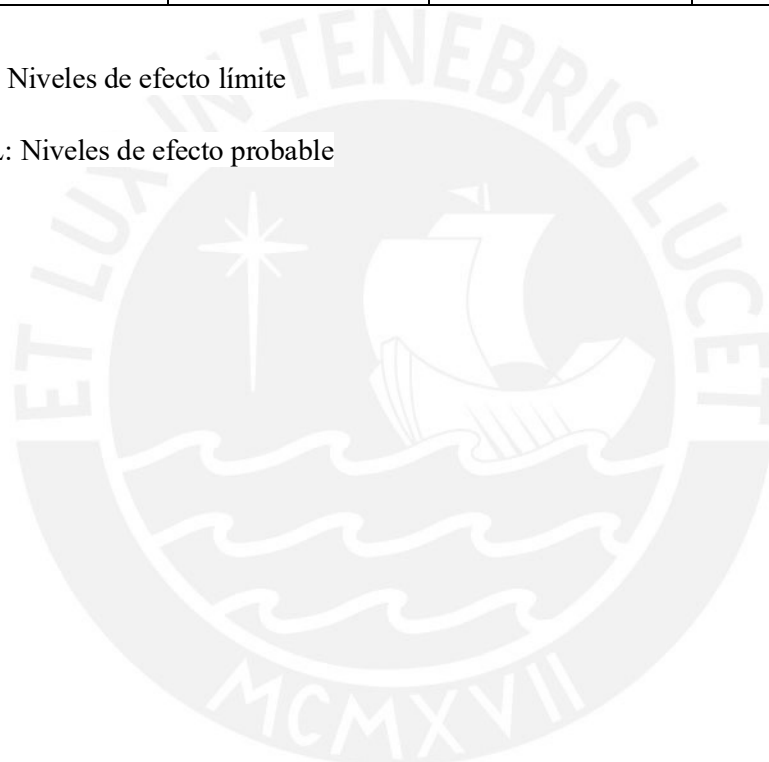 Niveles de efecto límite
: Niveles de efecto probable
ET LUX IN TENEBRIS LUCET
MCMXVII